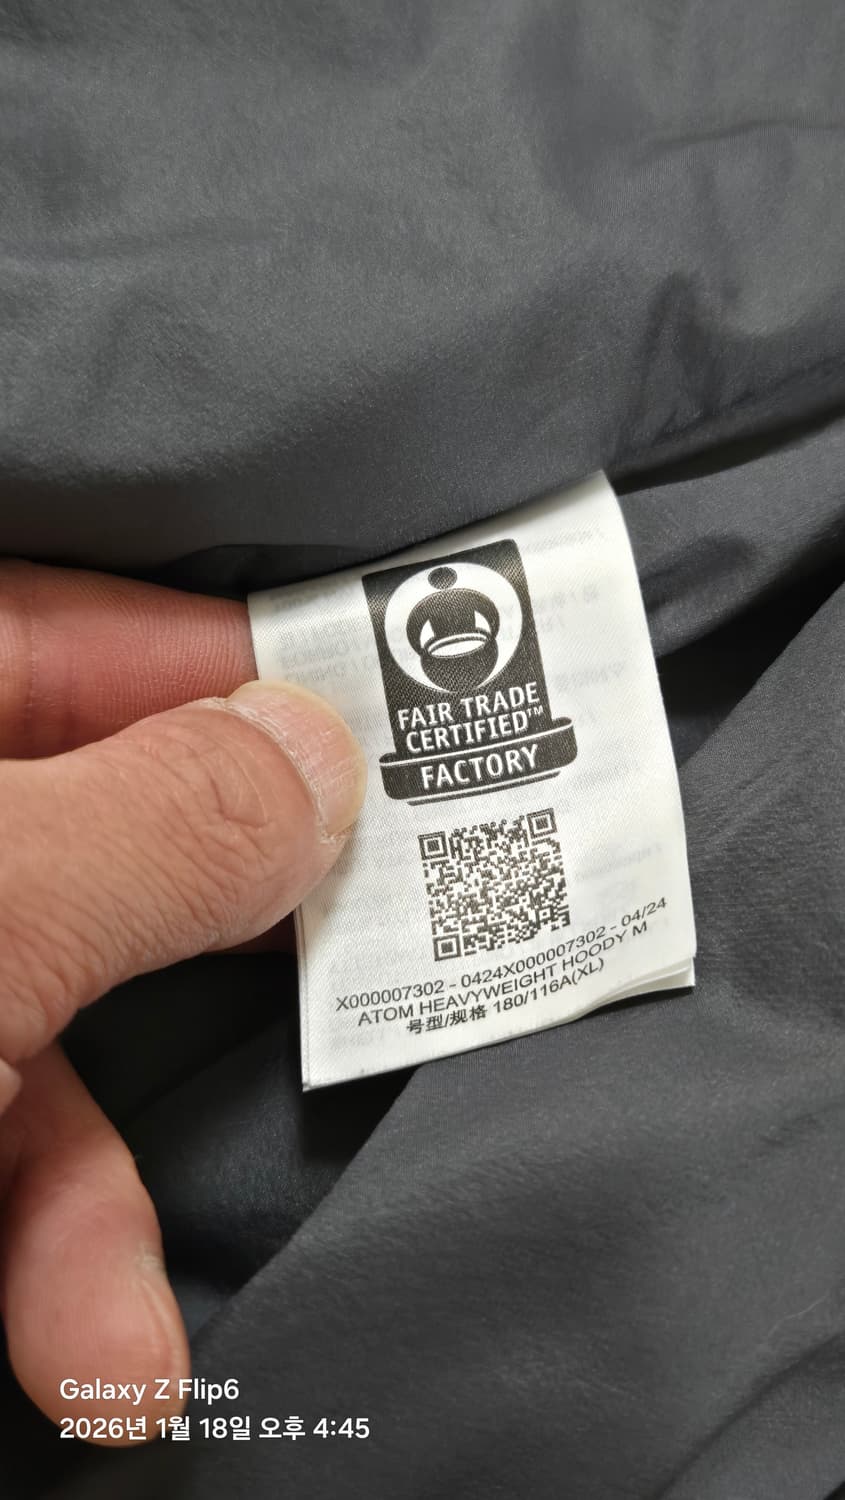 FAIR TRADE
CERTIFIED™
FACTORY
X000007302 - 0424X000007302 - 04/24
ATOM HEAVYWEIGHT HOODY M
号型/规格 180/116A(XL)
Galaxy Z Flip6
2026년 1월 18일 오후 4:45